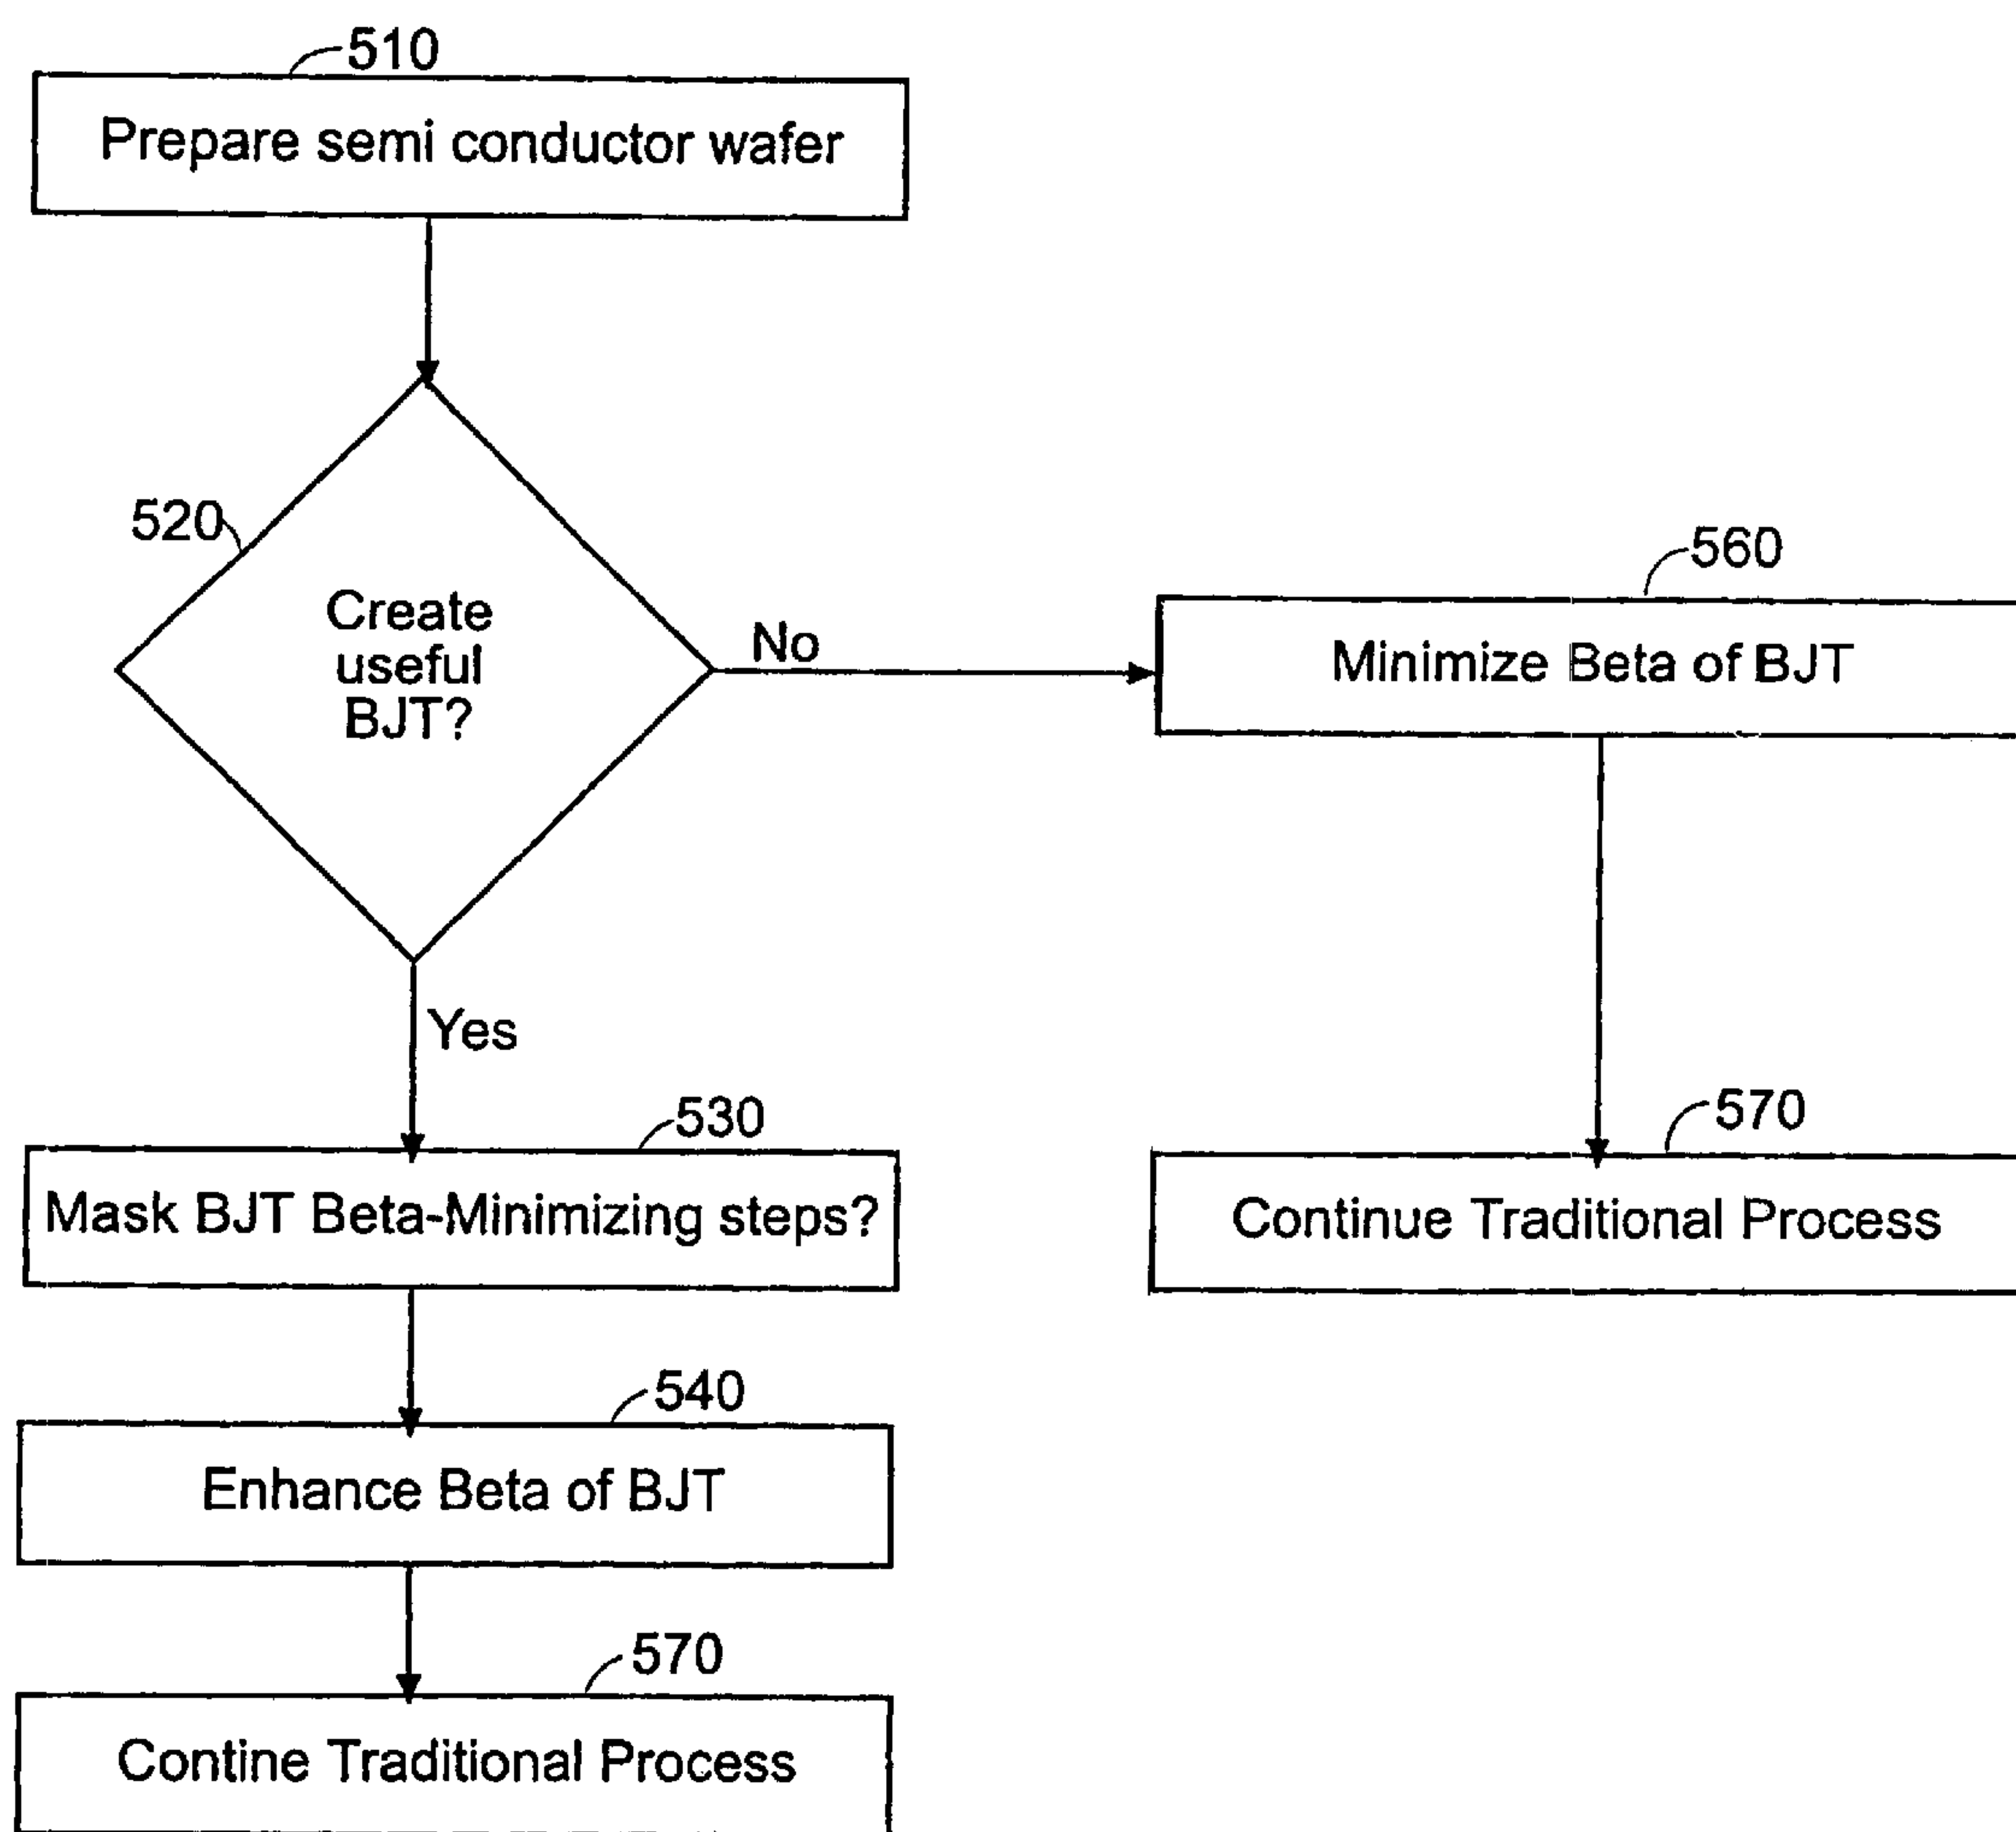 510
Prepare semi conductor wafer
520
Create
useful
BJT?
No
560
Minimize Beta of BJT
Yes
530
Mask BJT Beta-Minimizing steps?
570
Continue Traditional Process
540
Enhance Beta of BJT
570
Contine Traditional Process